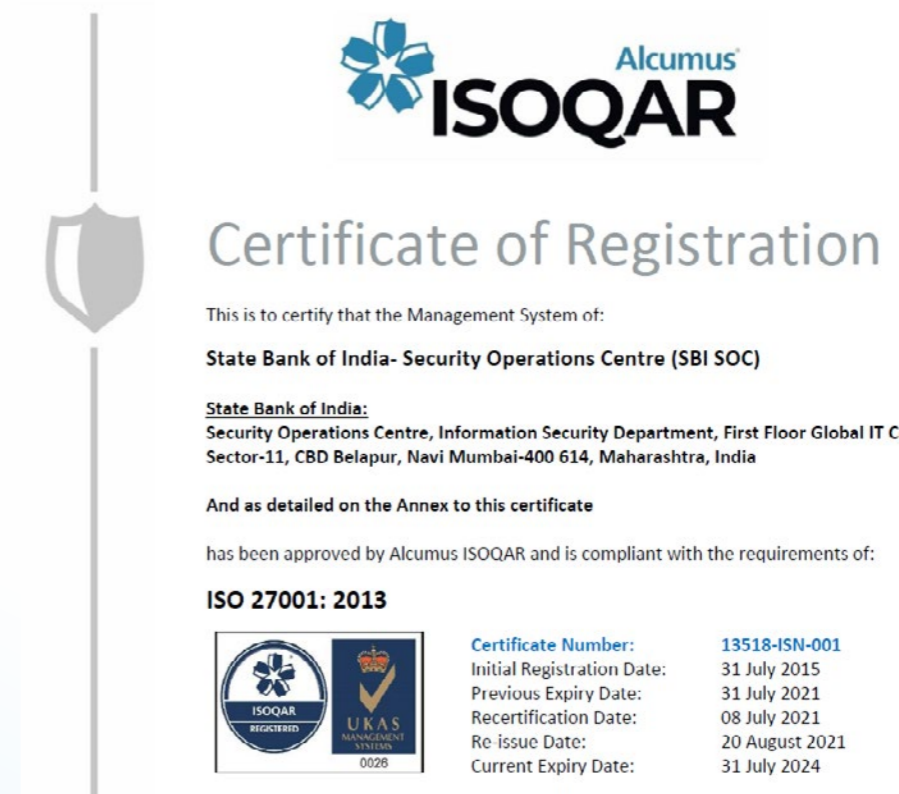 Alcumus
ISOQAR
Certificate of Registration
This is to certify that the Management System of:
State Bank of India- Security Operations Centre (SBI SOC)
State Bank of India:
Security Operations Centre, Information Security Department, First Floor Global IT C
Sector-11, CBD Belapur, Navi Mumbai-400 614, Maharashtra, India
And as detailed on the Annex to this certificate
has been approved by Alcumus ISOQAR and is compliant with the requirements of:
ISO 27001: 2013
ISOQAR
REGISTERED
UKAS
MANAGEMENT
SYSTEMS
0026
Certificate Number: 13518-ISN-001
Initial Registration Date: 31 July 2015
Previous Expiry Date: 31 July 2021
Recertification Date: 08 July 2021
Re-issue Date: 20 August 2021
Current Expiry Date: 31 July 2024